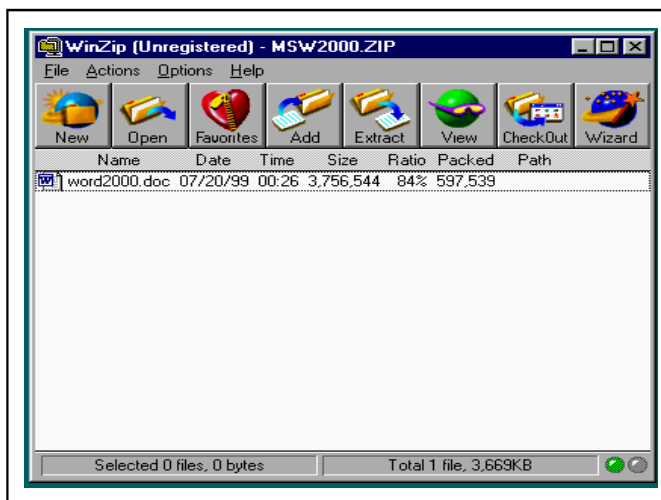 WinZip (Unregistered) - MSW2000.ZIP
File Actions Options Help
New Open Favorites Add Extract View CheckOut Wizard
Name Date Time Size Ratio Packed Path
word2000.doc 07/20/99 00:26 3,756,544 84% 597,539
Selected 0 files, 0 bytes Total 1 file, 3,669KB